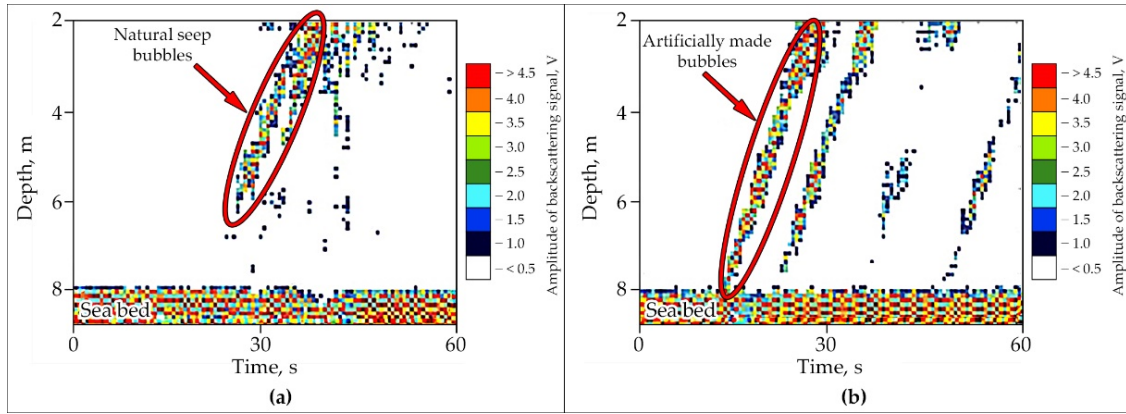 Natural seep
bubbles
Depth, m
2
4
6
8
Sea bed
0
30
60
Time, s
(a)
Amplitude of backscattering signal, V
– > 4.5
– 4.0
– 3.5
– 3.0
– 2.5
– 2.0
– 1.5
– 1.0
– < 0.5
Artificially made
bubbles
Depth, m
2
4
6
8
Sea bed
0
30
60
Time, s
(b)
Amplitude of backscattering signal, V
– > 4.5
– 4.0
– 3.5
– 3.0
– 2.5
– 2.0
– 1.5
– 1.0
– < 0.5